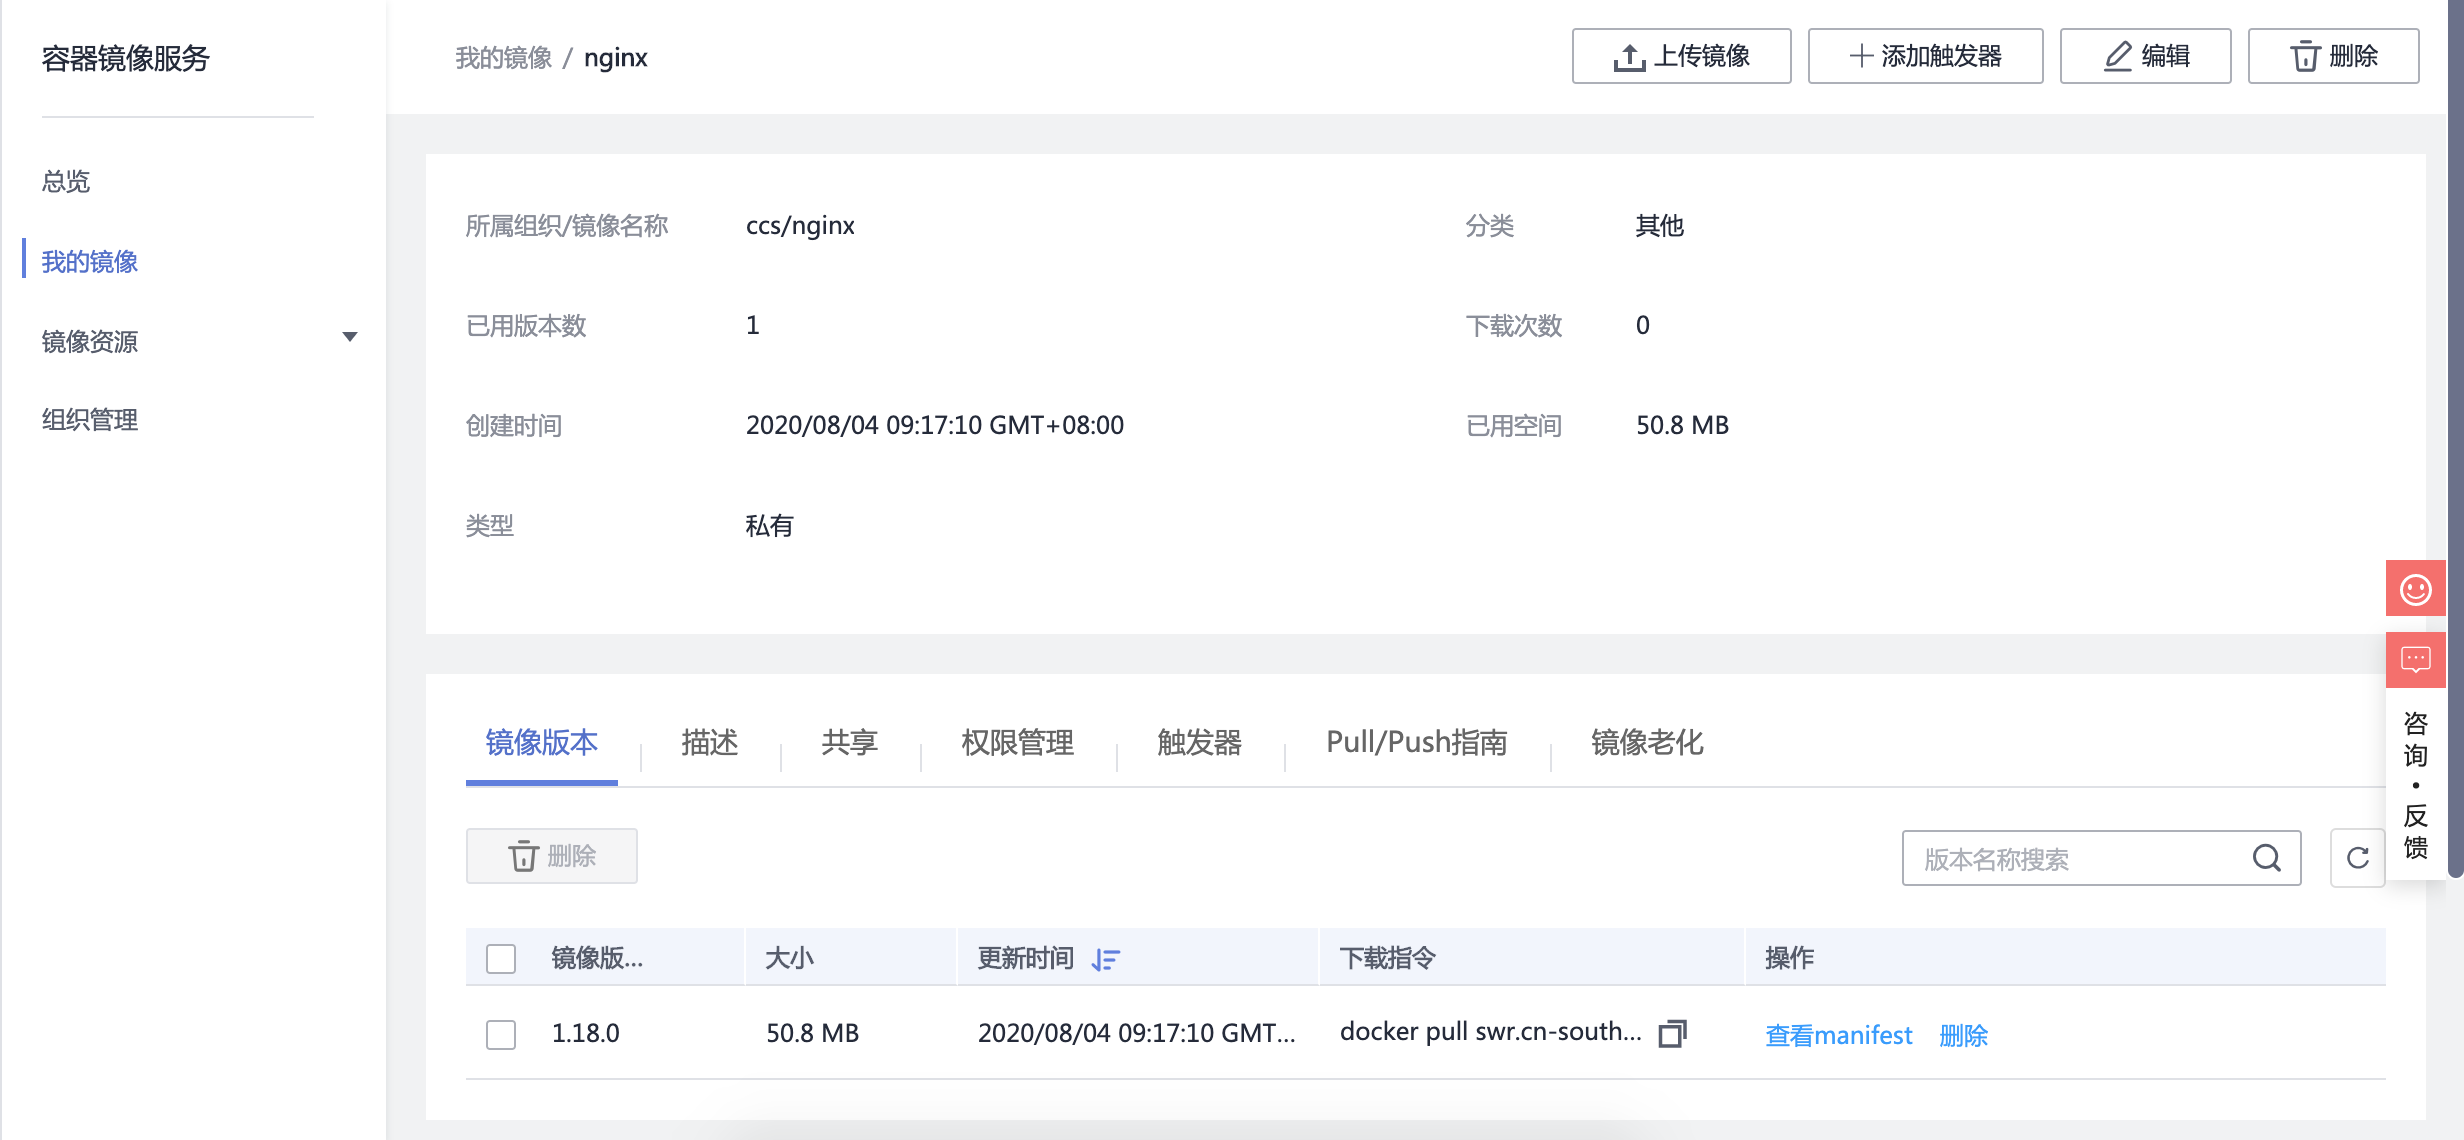 容器镜像服务
总览
我的镜像
镜像资源
组织管理
我的镜像 / nginx
上传镜像
添加触发器
编辑
删除
所属组织/镜像名称 ccs/nginx
分类 其他
已用版本数 1
下载次数 0
创建时间 2020/08/04 09:17:10 GMT+08:00
已用空间 50.8 MB
类型 私有
镜像版本 描述 共享 权限管理 触发器 Pull/Push指南 镜像老化
删除
版本名称搜索
镜像版... 大小 更新时间 下载指令 操作
1.18.0 50.8 MB 2020/08/04 09:17:10 GMT... docker pull swr.cn-south... 查看manifest 删除
咨询·反馈